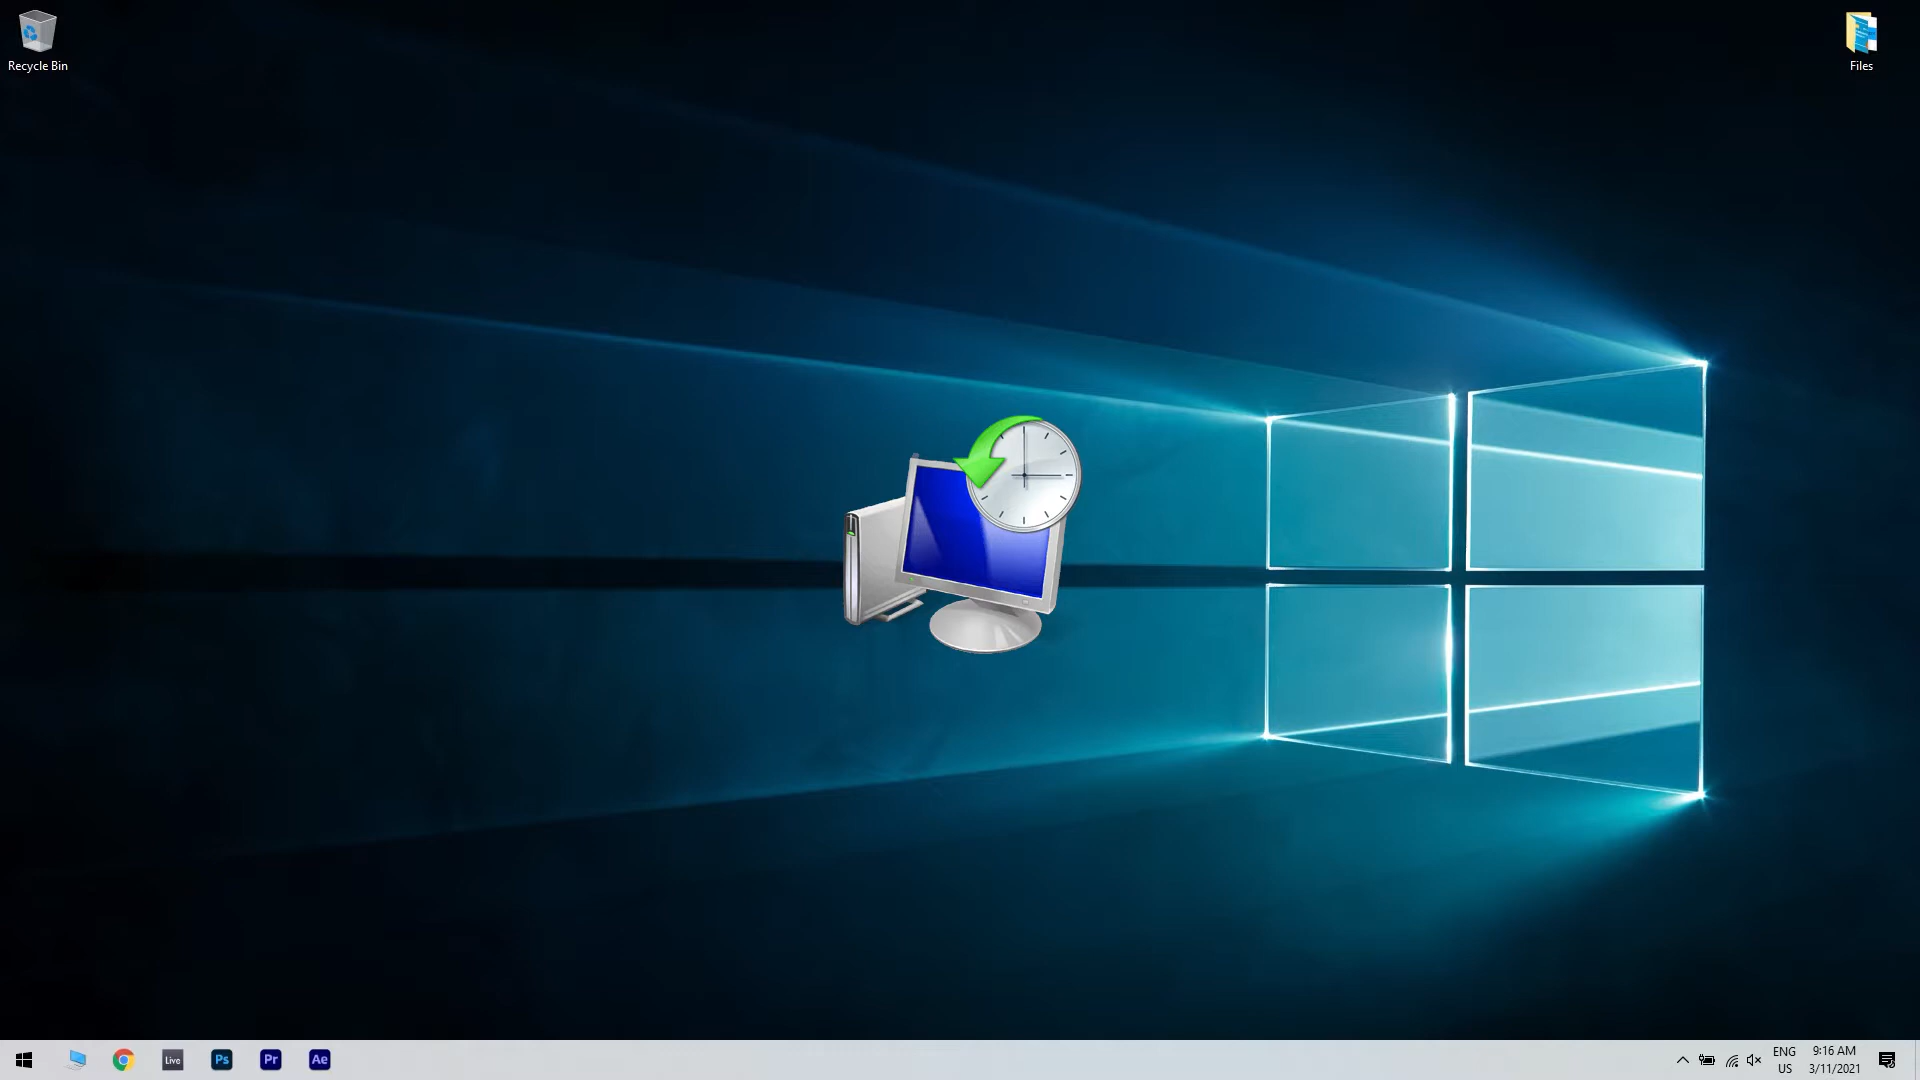 Recycle Bin
Files
Live
Ps
Pr
Ae
ENG
US
9:16 AM
3/11/2021